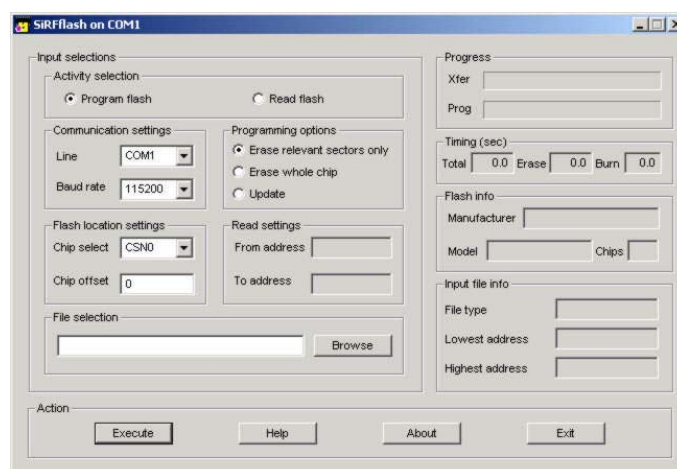 SiRFflash on COM1
Input selections
Activity selection
Program flash
Read flash
Communication settings
Line COM1
Baud rate 115200
Programming options
Erase relevant sectors only
Erase whole chip
Update
Flash location settings
Chip select CSN0
Chip offset 0
Read settings
From address
To address
File selection
Browse
Progress
Xfer
Prog
Timing (sec)
Total 0.0 Erase 0.0 Burn 0.0
Flash info
Manufacturer
Model Chips
Input file info
File type
Lowest address
Highest address
Action
Execute Help About Exit